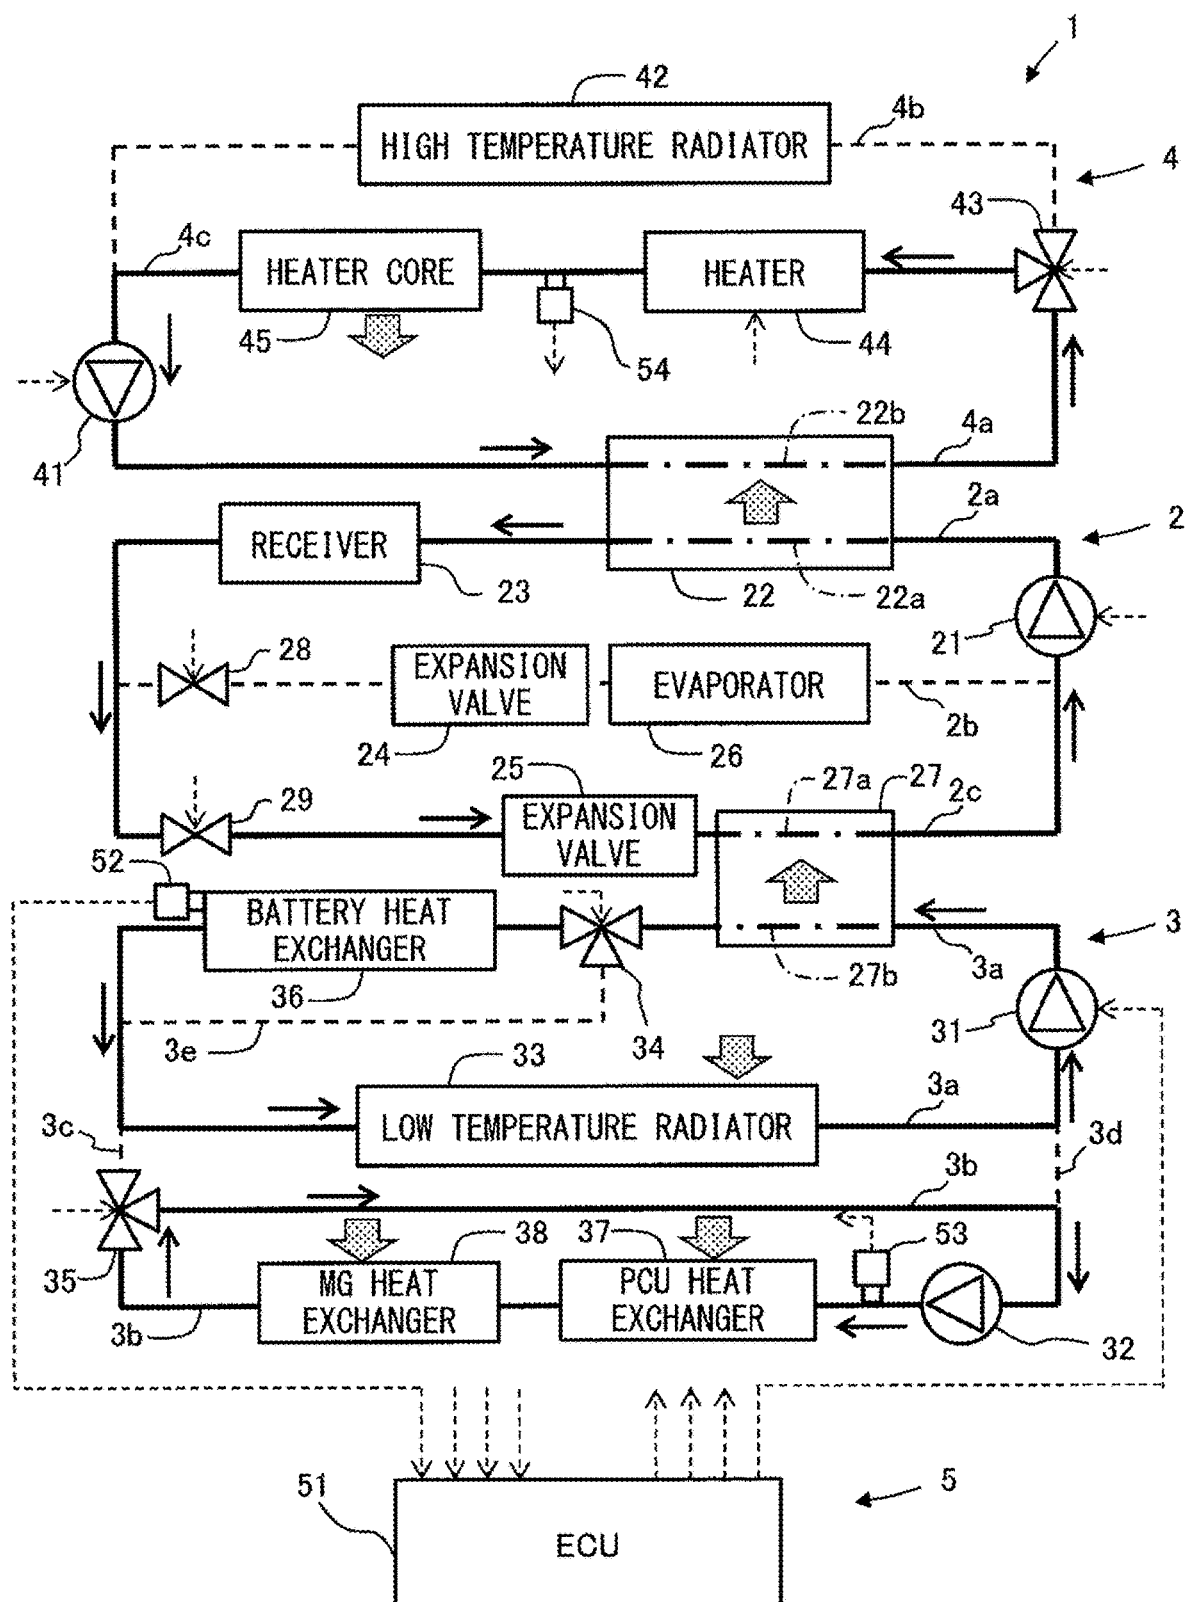 1
42
HIGH TEMPERATURE RADIATOR
4b
4
43
4c
HEATER CORE
HEATER
45
54
44
41
22b
4a
RECEIVER
2a
2
23
22
22a
21
28
EXPANSION
VALVE
EVAPORATOR
24
26
2b
25
27a
27
2c
29
EXPANSION
VALVE
52
BATTERY HEAT
EXCHANGER
3
36
27b
3a
34
31
3e
33
3a
LOW TEMPERATURE RADIATOR
3c
3d
3b
38
37
53
35
MG HEAT
EXCHANGER
PCU HEAT
EXCHANGER
3b
32
51
5
ECU